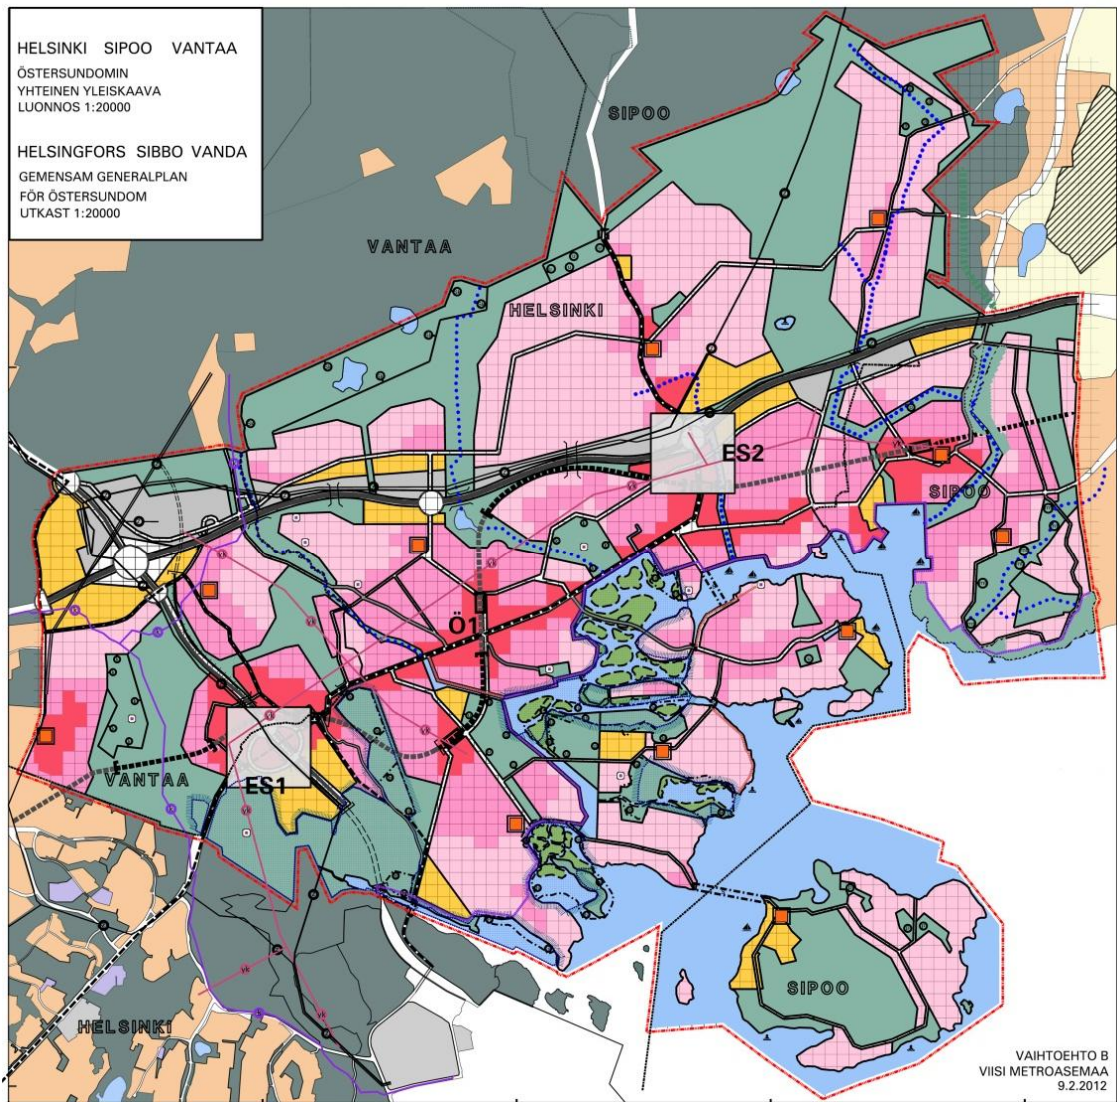 HELSINKI SIPOO VANTAA
ÖSTERSUNDOMIN
YHTEINEN YLEISKAAVA
LUONNOS 1:20000
HELSINGFORS SIBBO VANDA
GEMENSAM GENERALPLAN
FÖR ÖSTERSUNDOM
UTKAST 1:20000
SIPOO
VANTAA
HELSINKI
ES2
SIPOO
Ö1
VANTAA
ES1
SIPOO
HELSINKI
VAIHTOEHTO B
VIISI METROASEMAA
9.2.2012